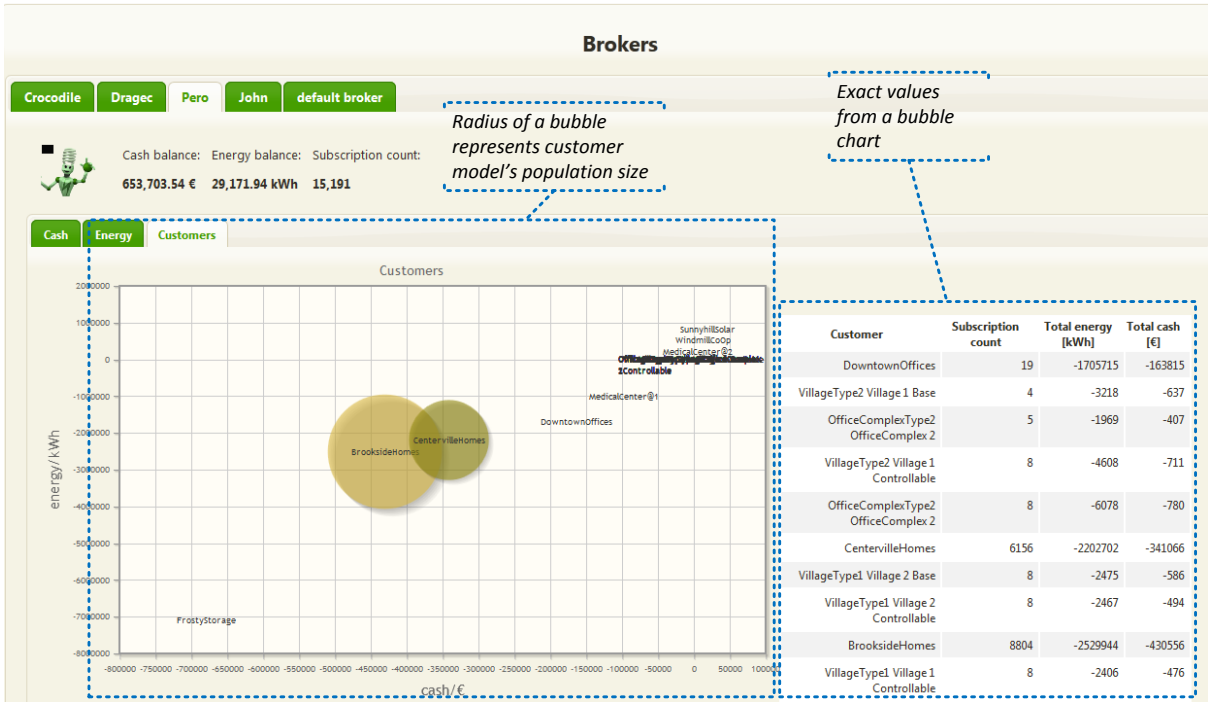 Brokers
Crocodile Dragec Pero John default broker
Radius of a bubble
represents customer
model's population size
Exact values
from a bubble
chart
Cash balance: Energy balance: Subscription count:
653,703.54 € 29,171.94 kWh 15,191
Cash Energy Customers
Customers
2000000
1000000
0
-1000000
-2000000
-3000000
-4000000
-5000000
-6000000
-7000000
-8000000
energy/kWh
SunnyhillSolar
WindmillCoOp
MedicalCenter@2
2Controllable
MedicalCenter@1
DowntownOffices
CentervilleHomes
BrooksideHomes
FrostyStorage
-800000 -750000 -700000 -650000 -600000 -550000 -500000 -450000 -400000 -350000 -300000 -250000 -200000 -150000 -100000 -50000 0 50000 100000
cash/€
Customer Subscription count Total energy [kWh] Total cash [€]
DowntownOffices 19 -1705715 -163815
VillageType2 Village 1 Base 4 -3218 -637
OfficeComplexType2
OfficeComplex 2 5 -1969 -407
VillageType2 Village 1
Controllable 8 -4608 -711
OfficeComplexType2
OfficeComplex 2 8 -6078 -780
CentervilleHomes 6156 -2202702 -341066
VillageType1 Village 2 Base 8 -2475 -586
VillageType1 Village 2
Controllable 8 -2467 -494
BrooksideHomes 8804 -2529944 -430556
VillageType1 Village 1
Controllable 8 -2406 -476